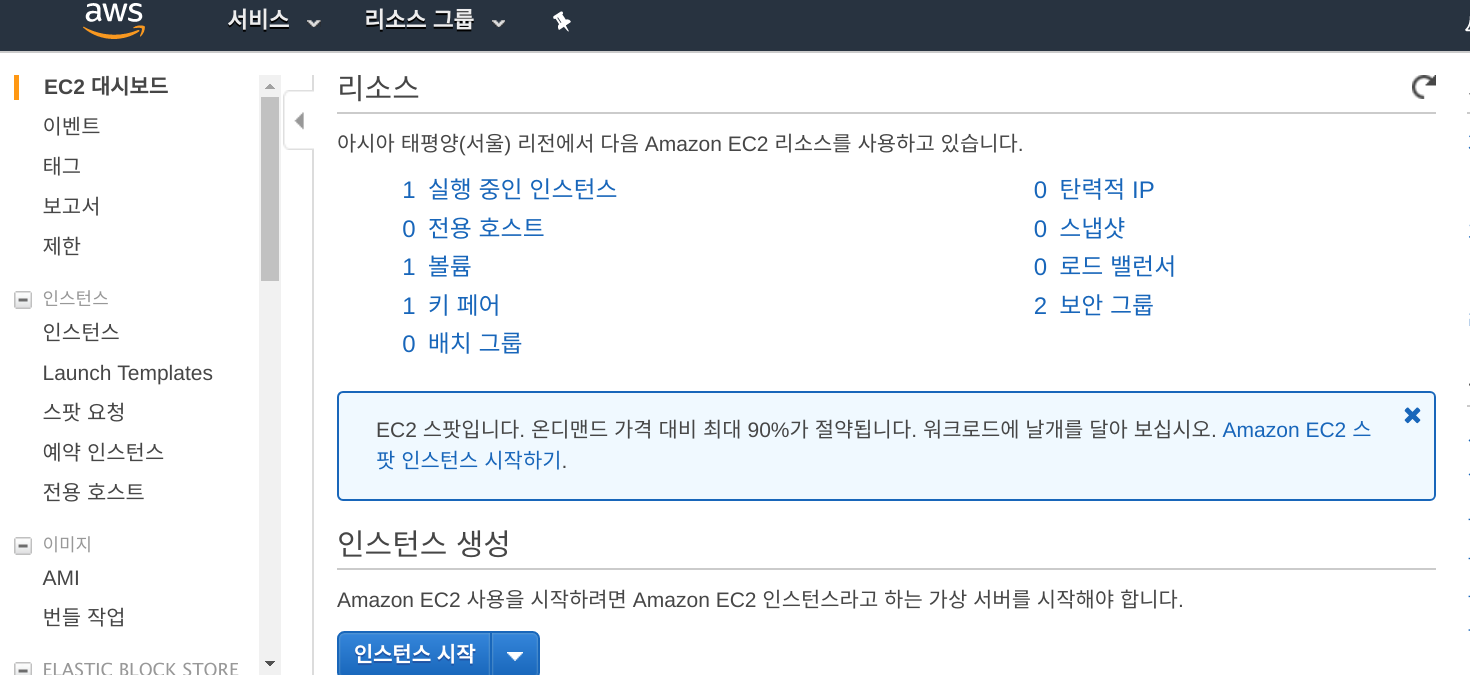 aws
서비스
리소스 그룹
EC2 대시보드
이벤트
태그
보고서
제한
인스턴스
인스턴스
Launch Templates
스팟 요청
예약 인스턴스
전용 호스트
이미지
AMI
번들 작업
ELASTIC BLOCK STORE
리소스
아시아 태평양(서울) 리전에서 다음 Amazon EC2 리소스를 사용하고 있습니다.
1 실행 중인 인스턴스
0 전용 호스트
1 볼륨
1 키 페어
0 배치 그룹
0 탄력적 IP
0 스냅샷
0 로드 밸런서
2 보안 그룹
EC2 스팟입니다. 온디맨드 가격 대비 최대 90%가 절약됩니다. 워크로드에 날개를 달아 보십시오. Amazon EC2 스
팟 인스턴스 시작하기.
인스턴스 생성
Amazon EC2 사용을 시작하려면 Amazon EC2 인스턴스라고 하는 가상 서버를 시작해야 합니다.
인스턴스 시작